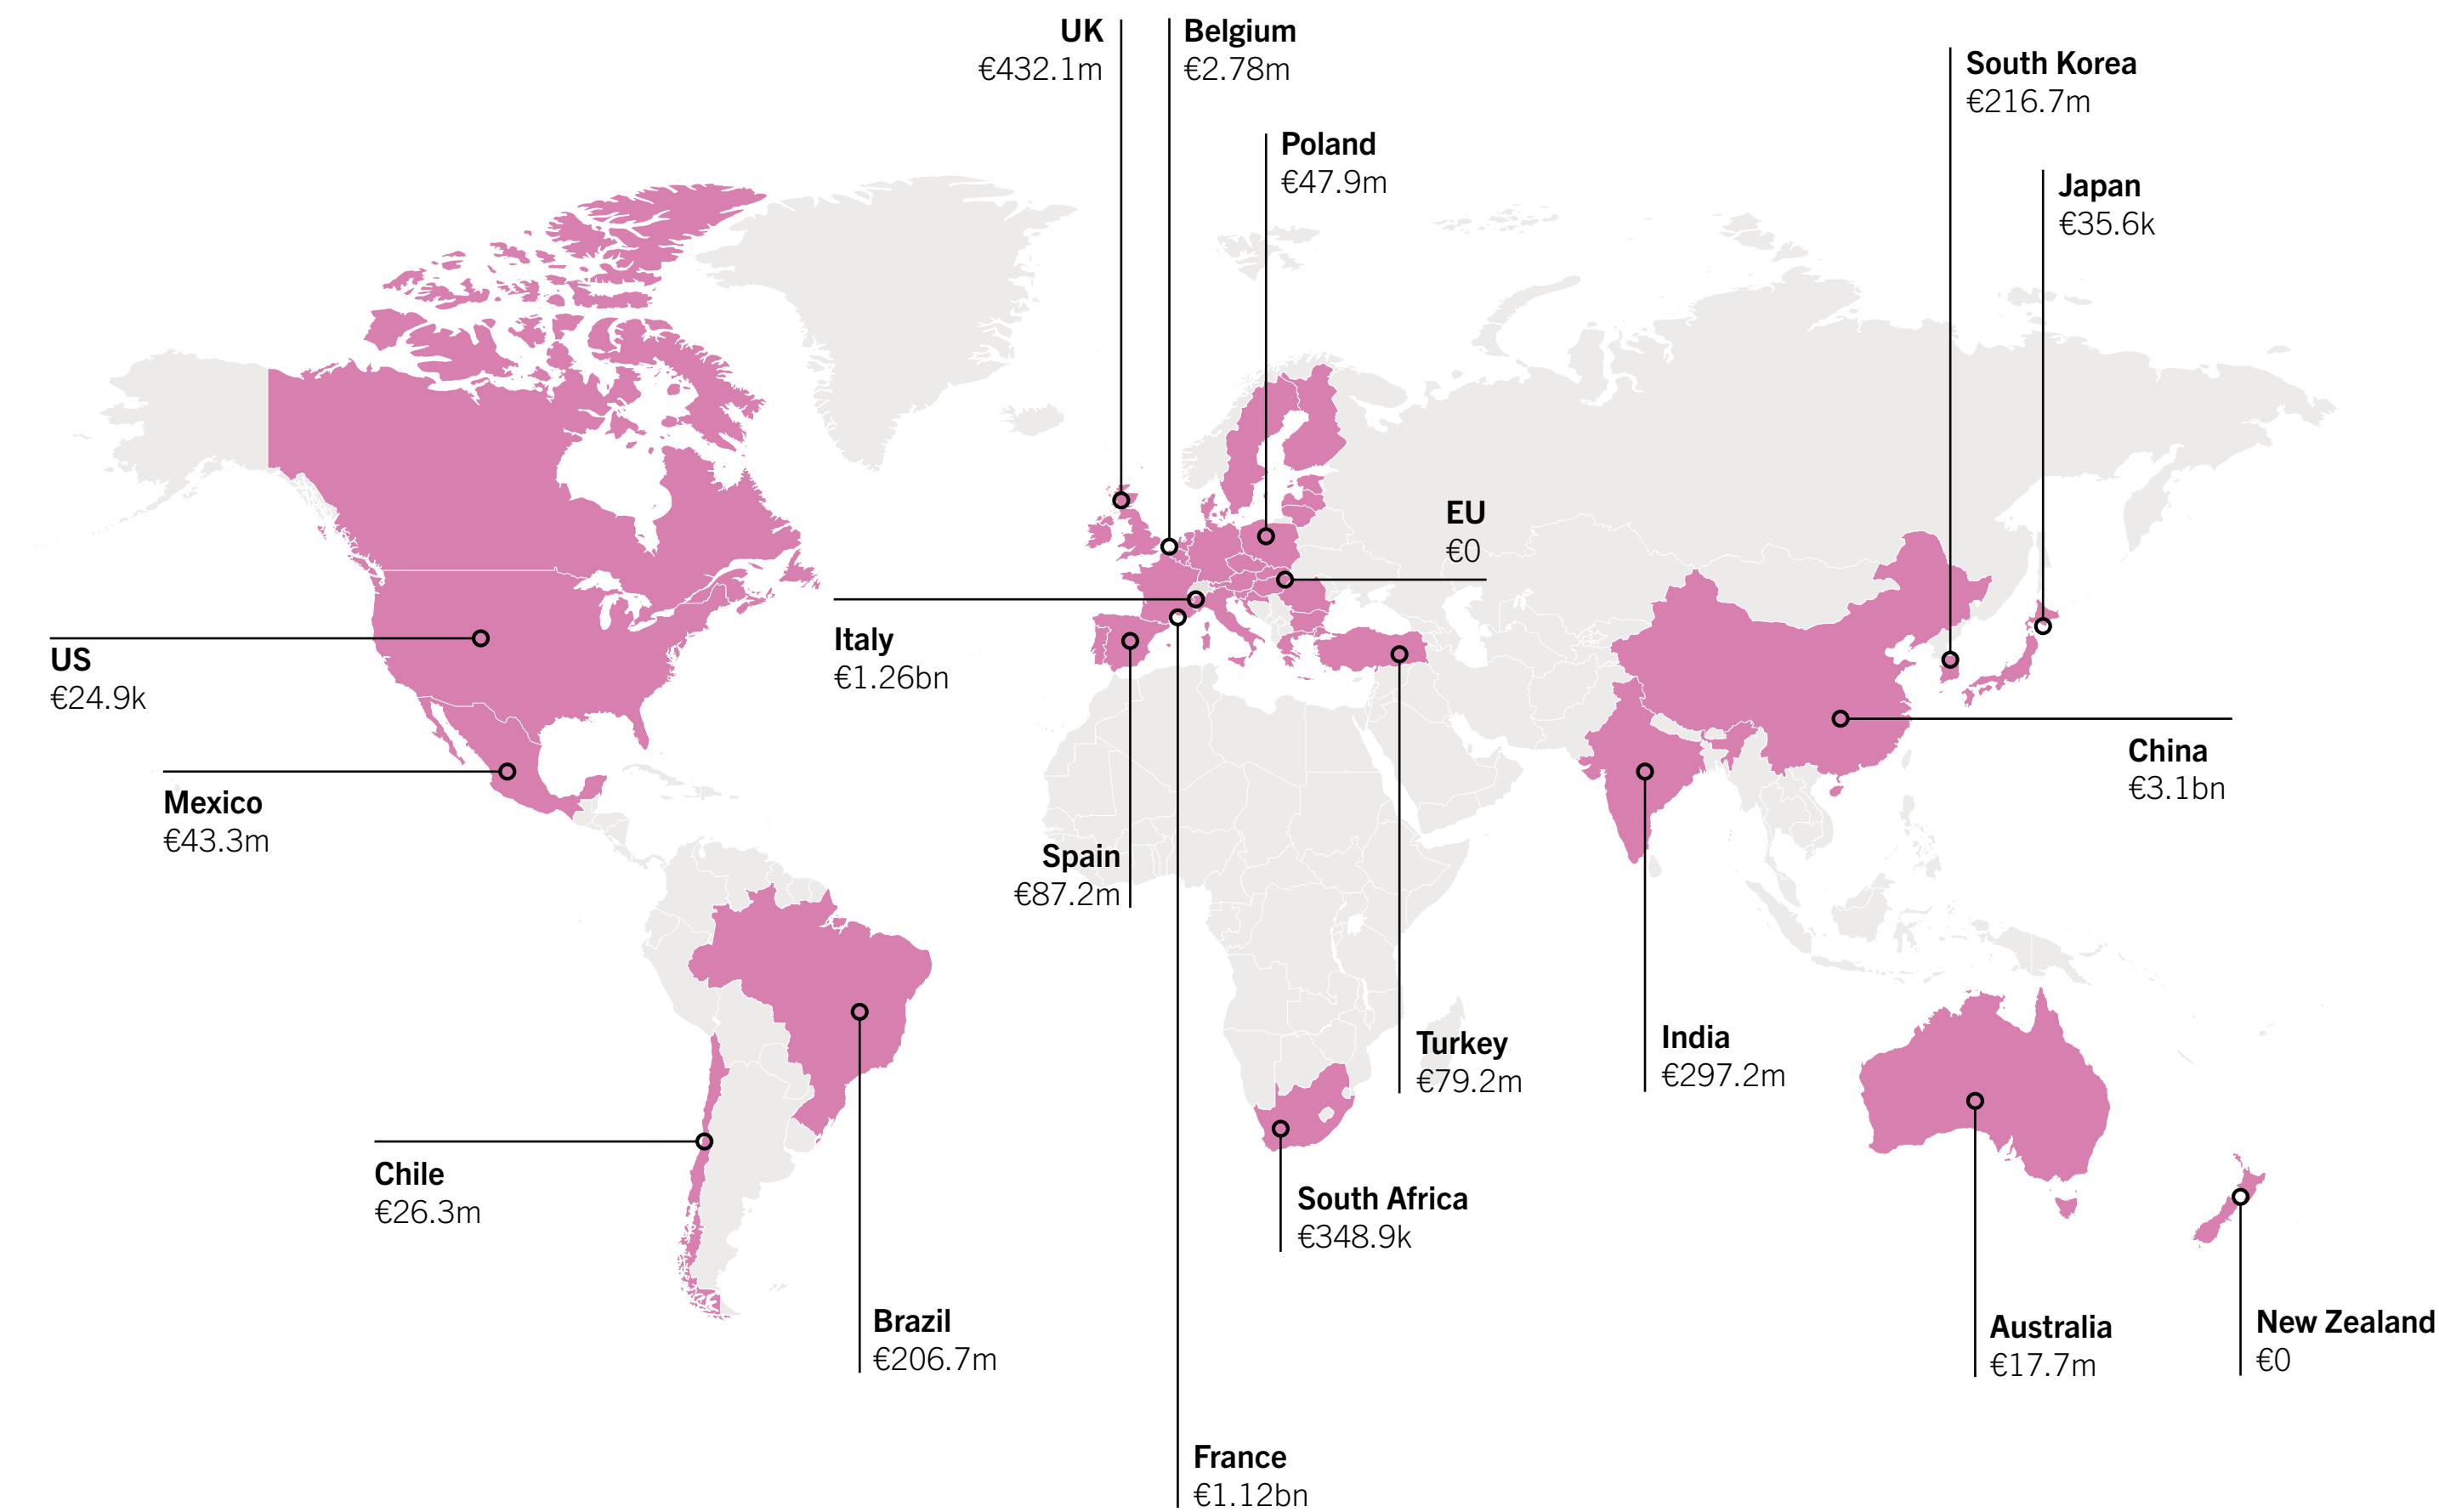 UK
€432.1m
Belgium
€2.78m
South Korea
€216.7m
Poland
€47.9m
Japan
€35.6k
EU
€0
Italy
€1.26bn
US
€24.9k
China
€3.1bn
Mexico
€43.3m
Spain
€87.2m
Turkey
€79.2m
India
€297.2m
Chile
€26.3m
South Africa
€348.9k
Brazil
€206.7m
Australia
€17.7m
New Zealand
€0
France
€1.12bn